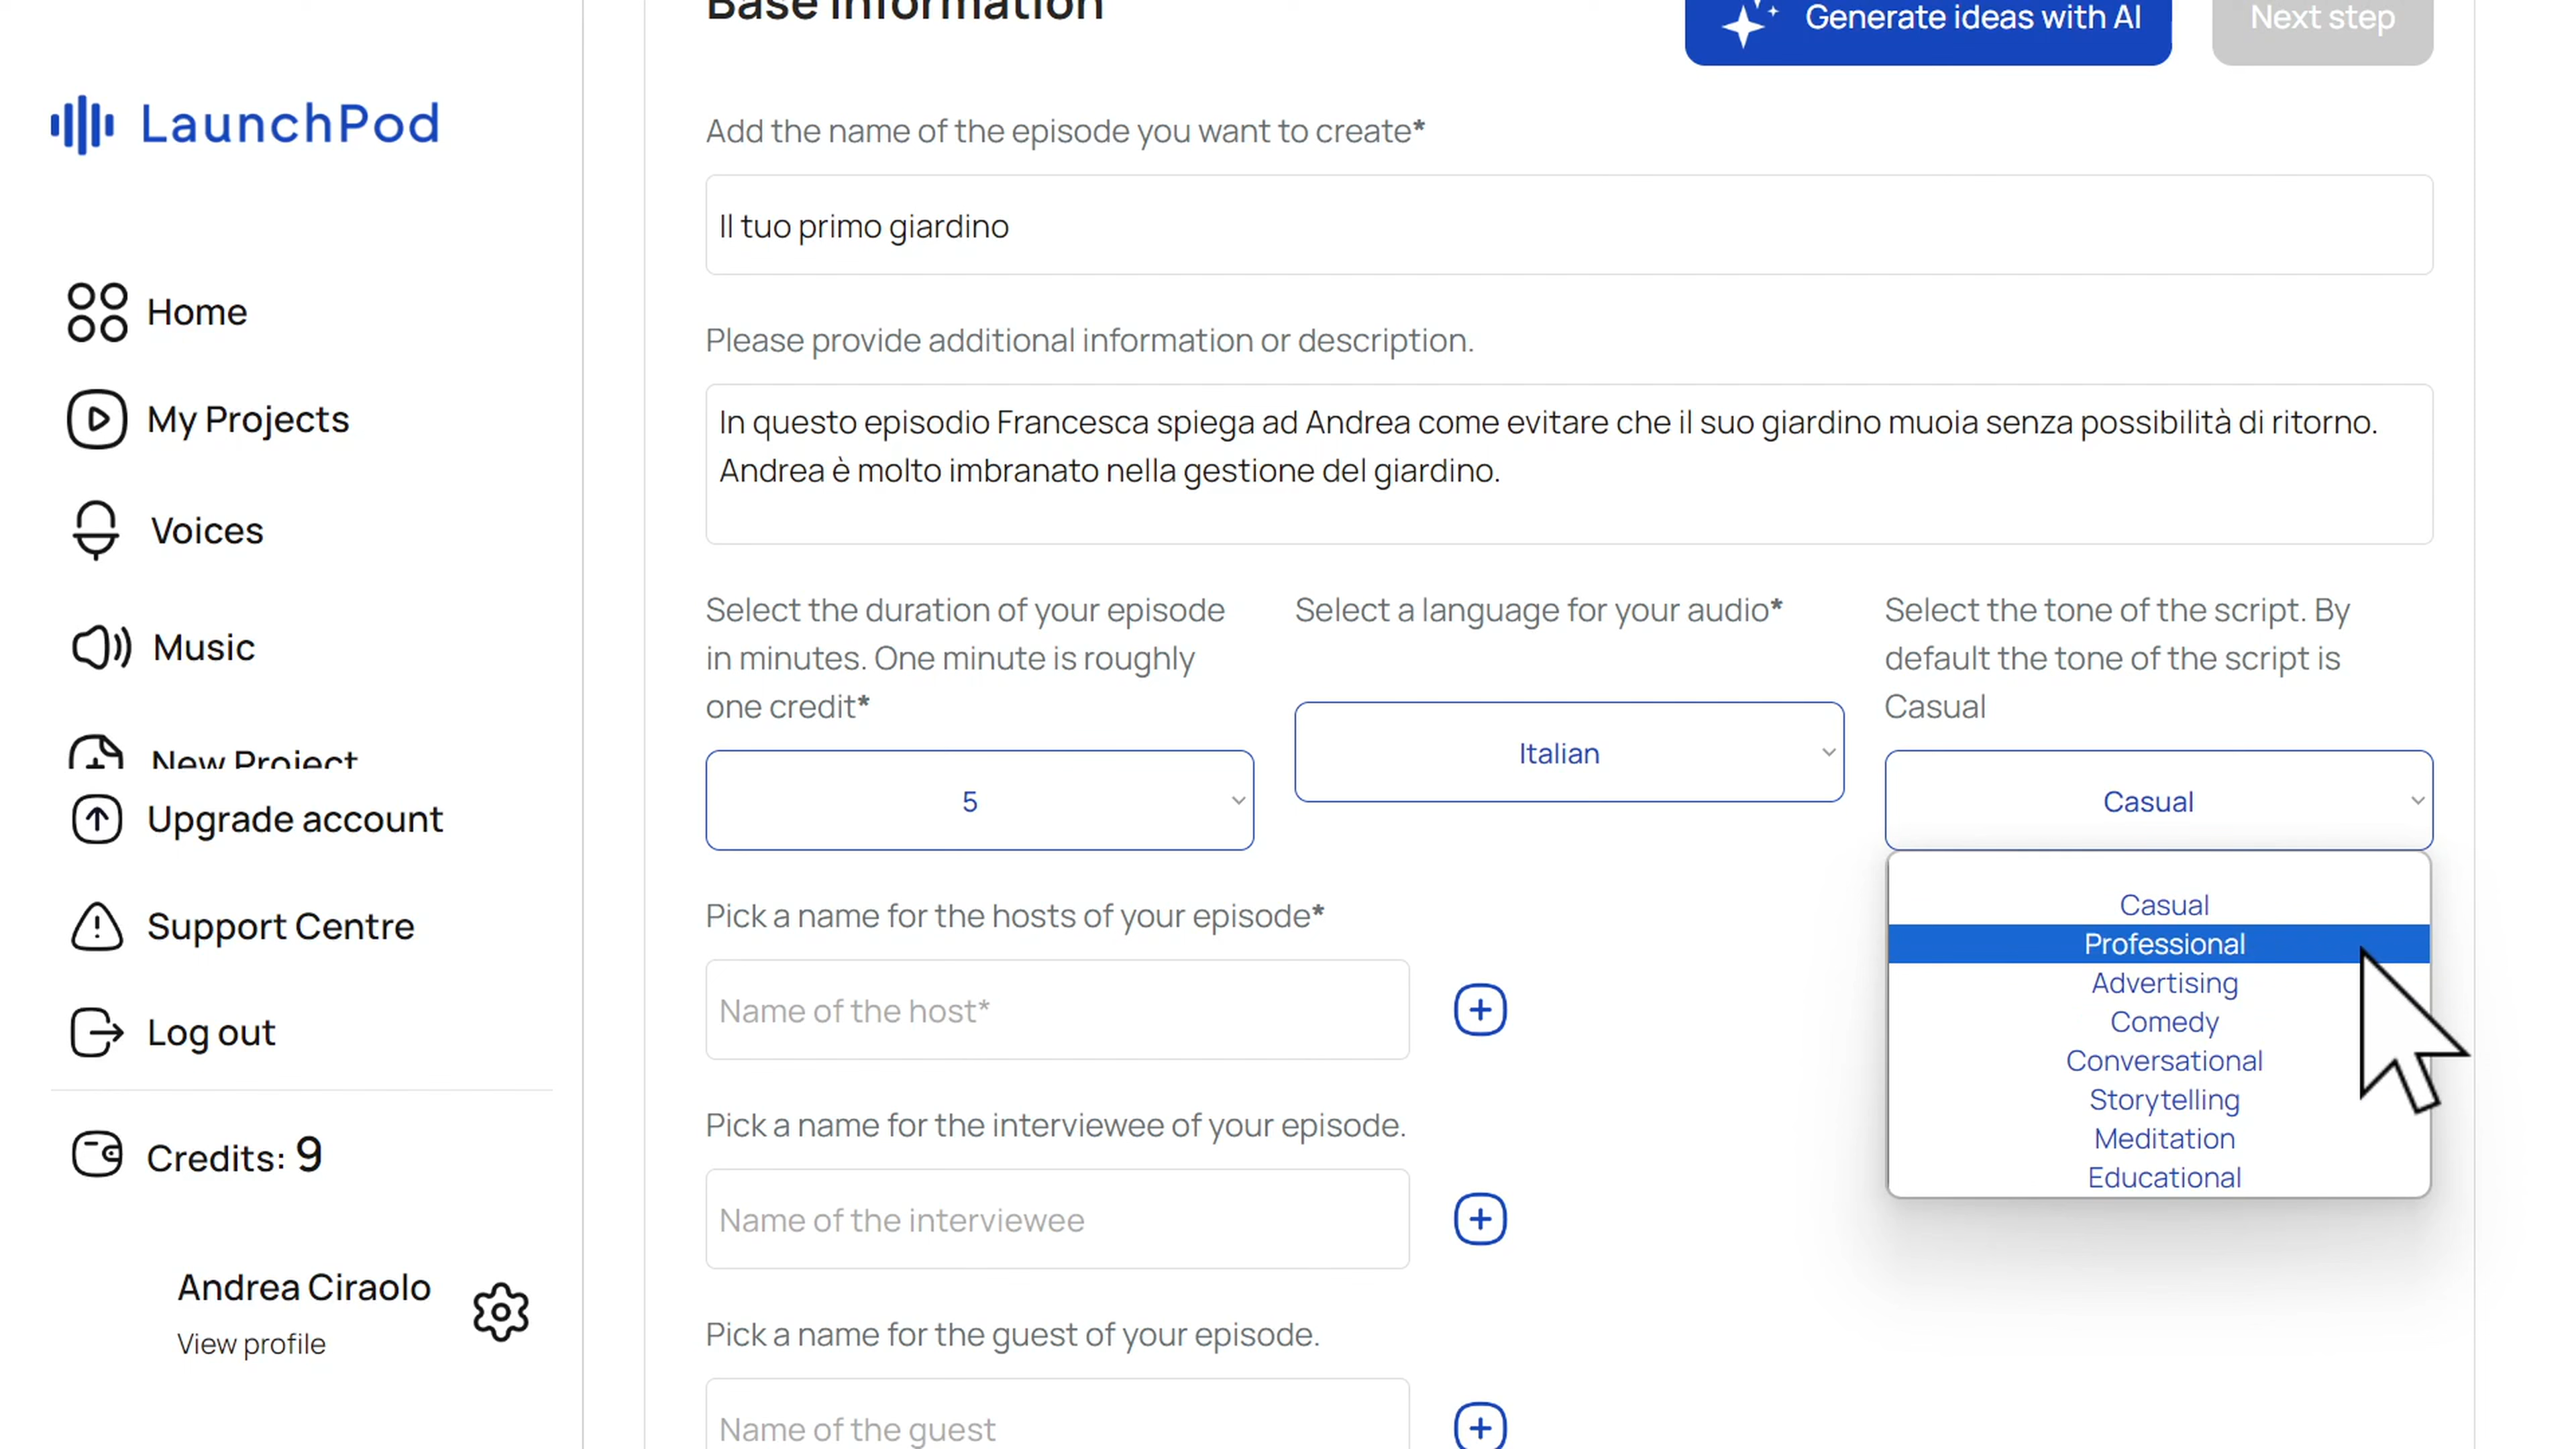 LaunchPod
Home
My Projects
Voices
Music
New Project
Upgrade account
Support Centre
Log out
Credits: 9
Andrea Ciraolo
View profile
Base information
Generate ideas with AI
Next step
Add the name of the episode you want to create*
Il tuo primo giardino
Please provide additional information or description.
In questo episodio Francesca spiega ad Andrea come evitare che il suo giardino muoia senza possibilità di ritorno.
Andrea è molto imbranato nella gestione del giardino.
Select the duration of your episode
in minutes. One minute is roughly
one credit*
5
Select a language for your audio*
Italian
Select the tone of the script. By
default the tone of the script is
Casual
Casual
Casual
Professional
Advertising
Comedy
Conversational
Storytelling
Meditation
Educational
Pick a name for the hosts of your episode*
Name of the host*
Pick a name for the interviewee of your episode.
Name of the interviewee
Pick a name for the guest of your episode.
Name of the guest